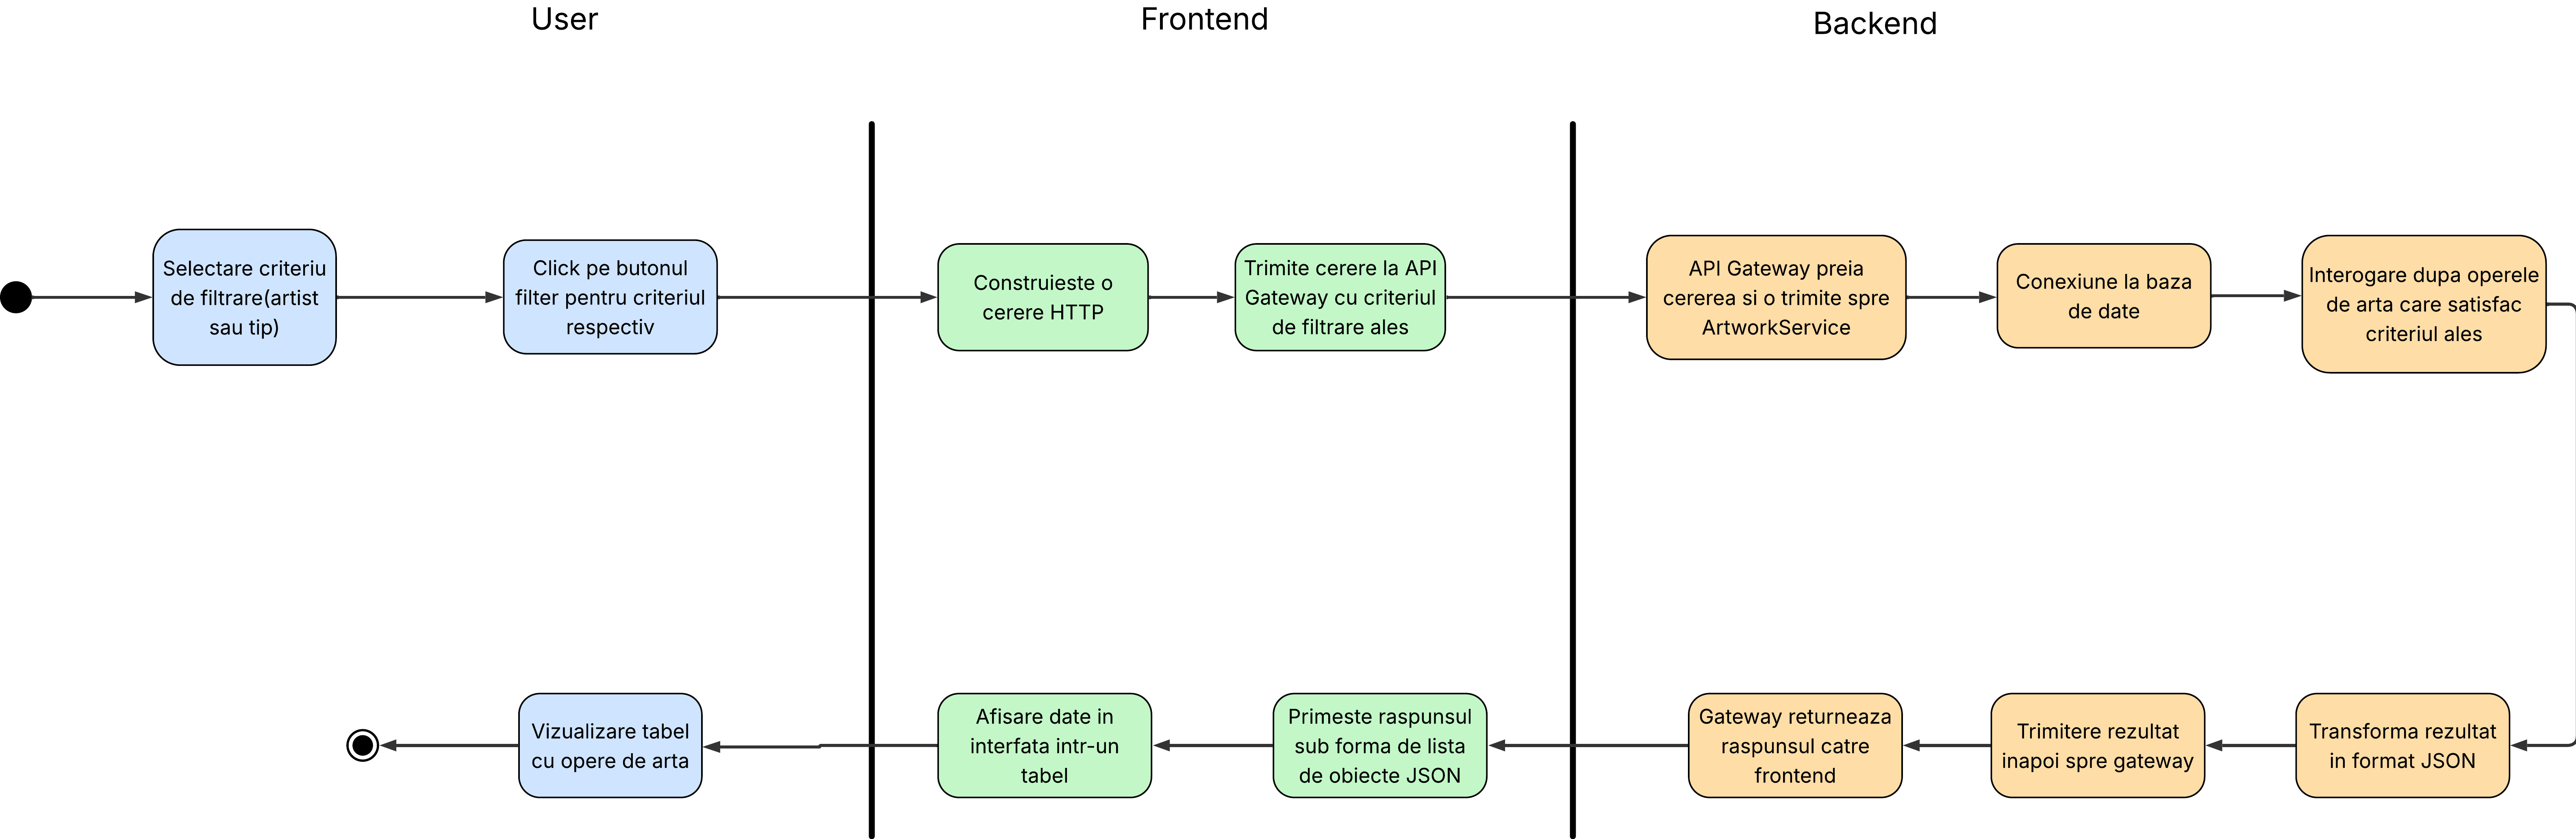 User
Frontend
Backend
Selectare criteriu
de filtrare(artist
sau tip)
Click pe butonul
filter pentru criteriul
respectiv
Construieste o
cerere HTTP
Trimite cerere la API
Gateway cu criteriul
de filtrare ales
API Gateway preia
cererea si o trimite spre
ArtworkService
Conexiune la baza
de date
Interogare dupa operele
de arta care satisfac
criteriul ales
Vizualizare tabel
cu opere de arta
Afisare date in
interfata intr-un
tabel
Primeste raspunsul
sub forma de lista
de obiecte JSON
Gateway returneaza
raspunsul catre
frontend
Trimitere rezultat
inapoi spre gateway
Transforma rezultat
in format JSON